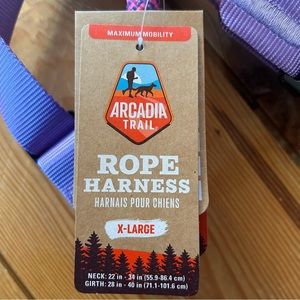 MAXIMUM MOBILITY
ARCADIA
TRAIL
ROPE
HARNESS
HARNAIS POUR CHIENS
X-LARGE
NECK: 22 in - 34 in (55.9-86.4 cm)
GIRTH: 28 in - 40 in (71.1-101.6 cm)